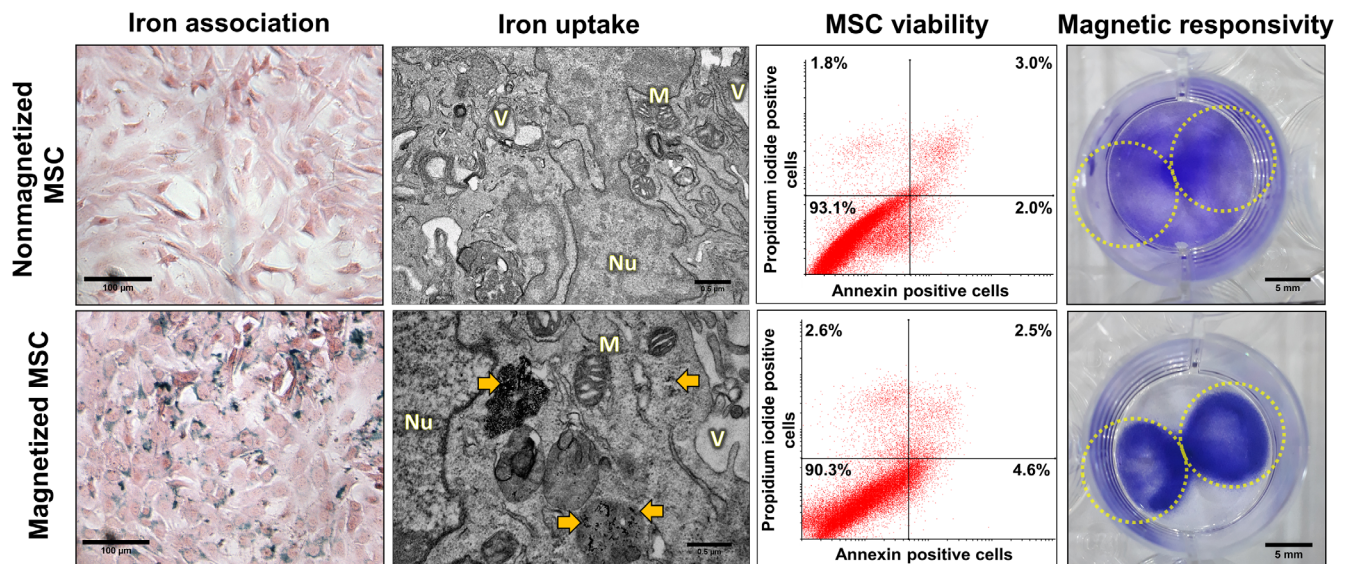 Iron association
Iron uptake
MSC viability
Magnetic responsivity
Nonmagnetized
MSC
100 µm
V
M
V
Nu
0.5 µm
1.8%
3.0%
93.1%
2.0%
Propidium iodide positive
cells
Annexin positive cells
5 mm
Magnetized MSC
100 µm
M
Nu
V
0.5 µm
2.6%
2.5%
90.3%
4.6%
Propidium iodide positive
cells
Annexin positive cells
5 mm